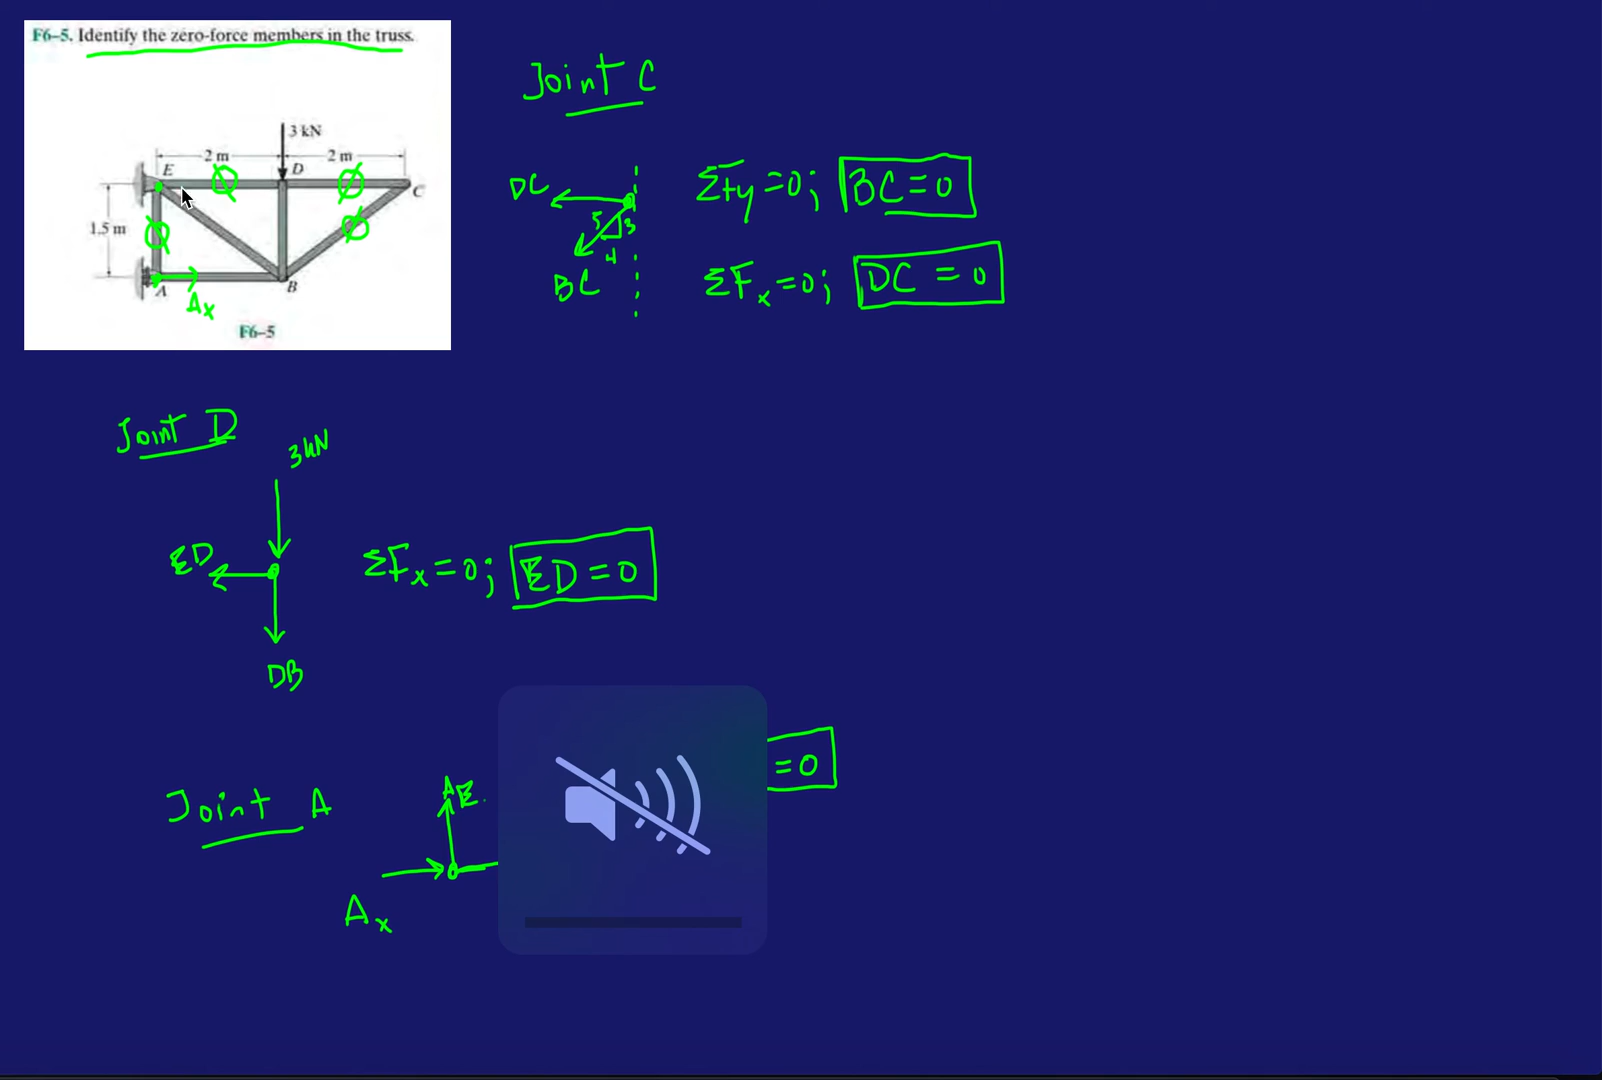 F6–5. Identify the zero-force members in the truss.
3 kN
2 m
2 m
E
D
C
1.5 m
A
B
Ax
F6–5
Joint C
DC
5
3
4
BC
ΣFy=0; BC=0
ΣFx=0; DC=0
Joint D
3kN
ED
DB
ΣFx=0; ED=0
Joint A
AE
Ax
=0